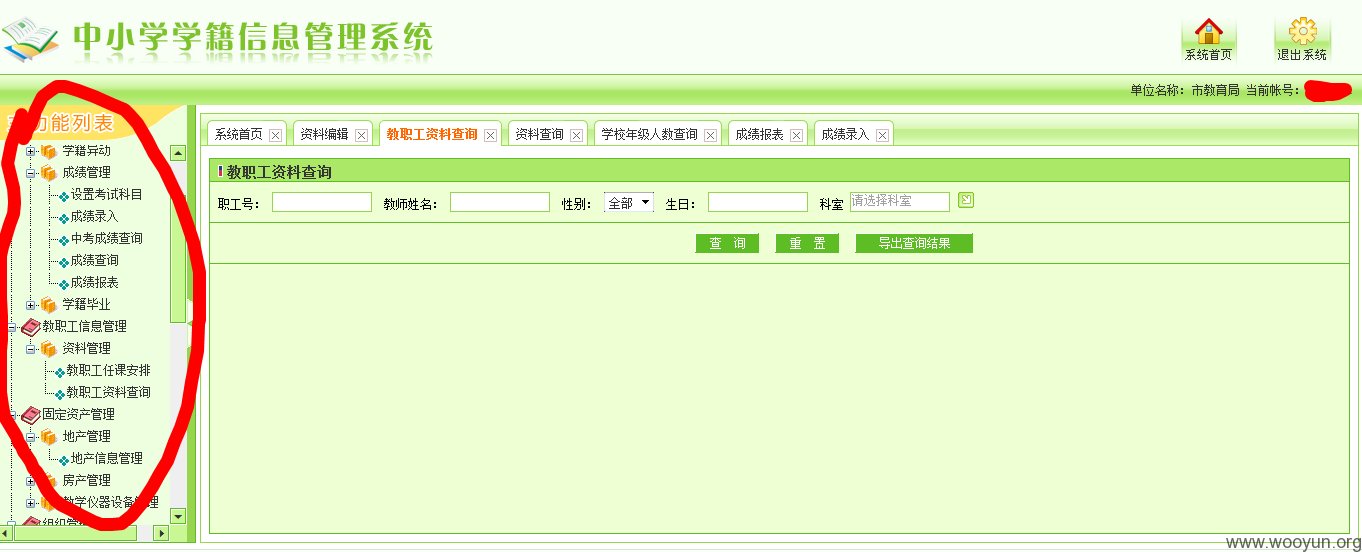 中小学学籍信息管理系统
系统首页
退出系统
单位名称：市教育局 当前帐号：
功能列表
系统首页 资料编辑 教职工资料查询 资料查询 学校年级人数查询 成绩报表 成绩录入
学籍异动
成绩管理
设置考试科目
成绩录入
中考成绩查询
成绩查询
成绩报表
学籍毕业
教职工信息管理
资料管理
教职工任课安排
教职工资料查询
固定资产管理
地产管理
地产信息管理
房产管理
教学仪器设备管理
教职工资料查询
职工号： 教师姓名： 性别： 全部 生日： 科室 请选择科室
查 询 重 置 导出查询结果
www.wooyun.org